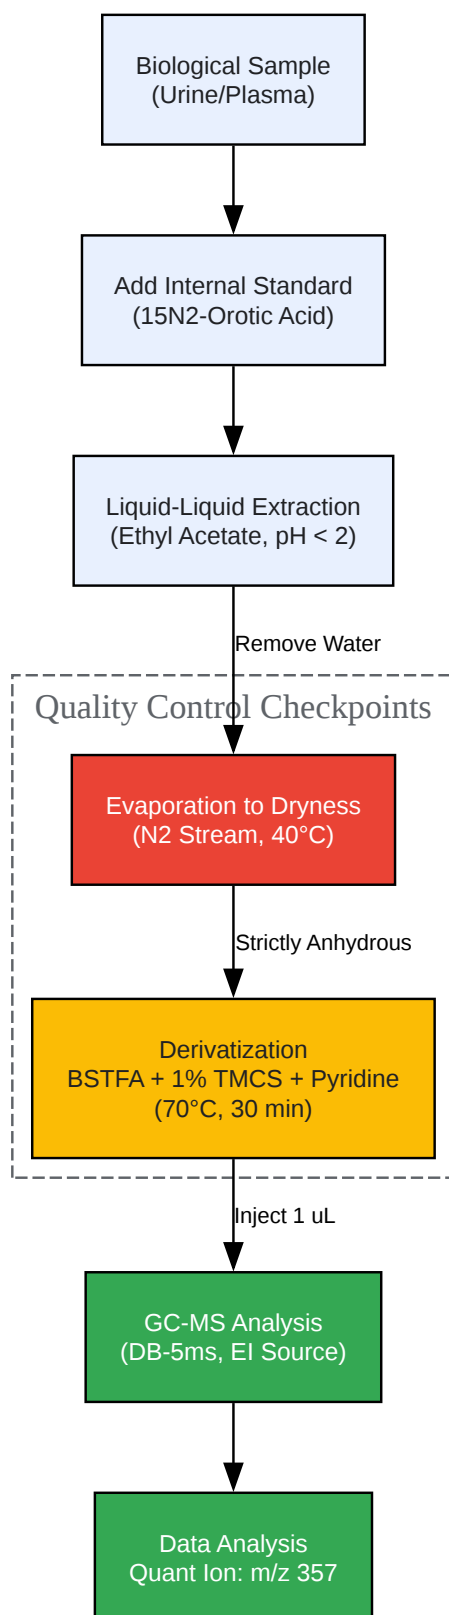 Biological Sample
(Urine/Plasma)
Add Internal Standard
(15N2-Orotic Acid)
Liquid-Liquid Extraction
(Ethyl Acetate, pH < 2)
Remove Water
Quality Control Checkpoints
Evaporation to Dryness
(N2 Stream, 40°C)
Strictly Anhydrous
Derivatization
BSTFA + 1% TMCS + Pyridine
(70°C, 30 min)
Inject 1 uL
GC-MS Analysis
(DB-5ms, EI Source)
Data Analysis
Quant Ion: m/z 357